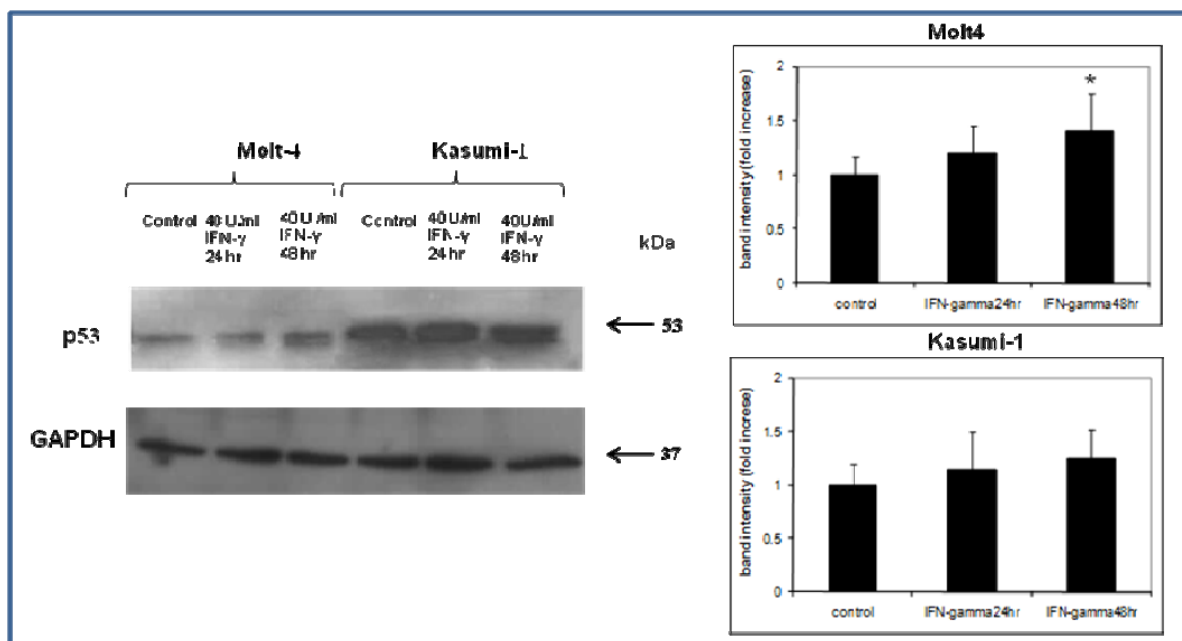 Molt-4
Kasumi-1
Control
40 U/ml
IFN-γ
24hr
40 U/ml
IFN-γ
48hr
Control
40U/ml
IFN-γ
24hr
40U/ml
IFN-γ
48hr
kDa
p53
53
GAPDH
37
Molt4
band intensity (fold increase)
2
1.5
1
0.5
0
*
control
IFN-gamma24hr
IFN-gamma48hr
Kasumi-1
band intensity (fold increse)
2
1.5
1
0.5
0
control
IFN-gamma24hr
IFN-gamma48hr